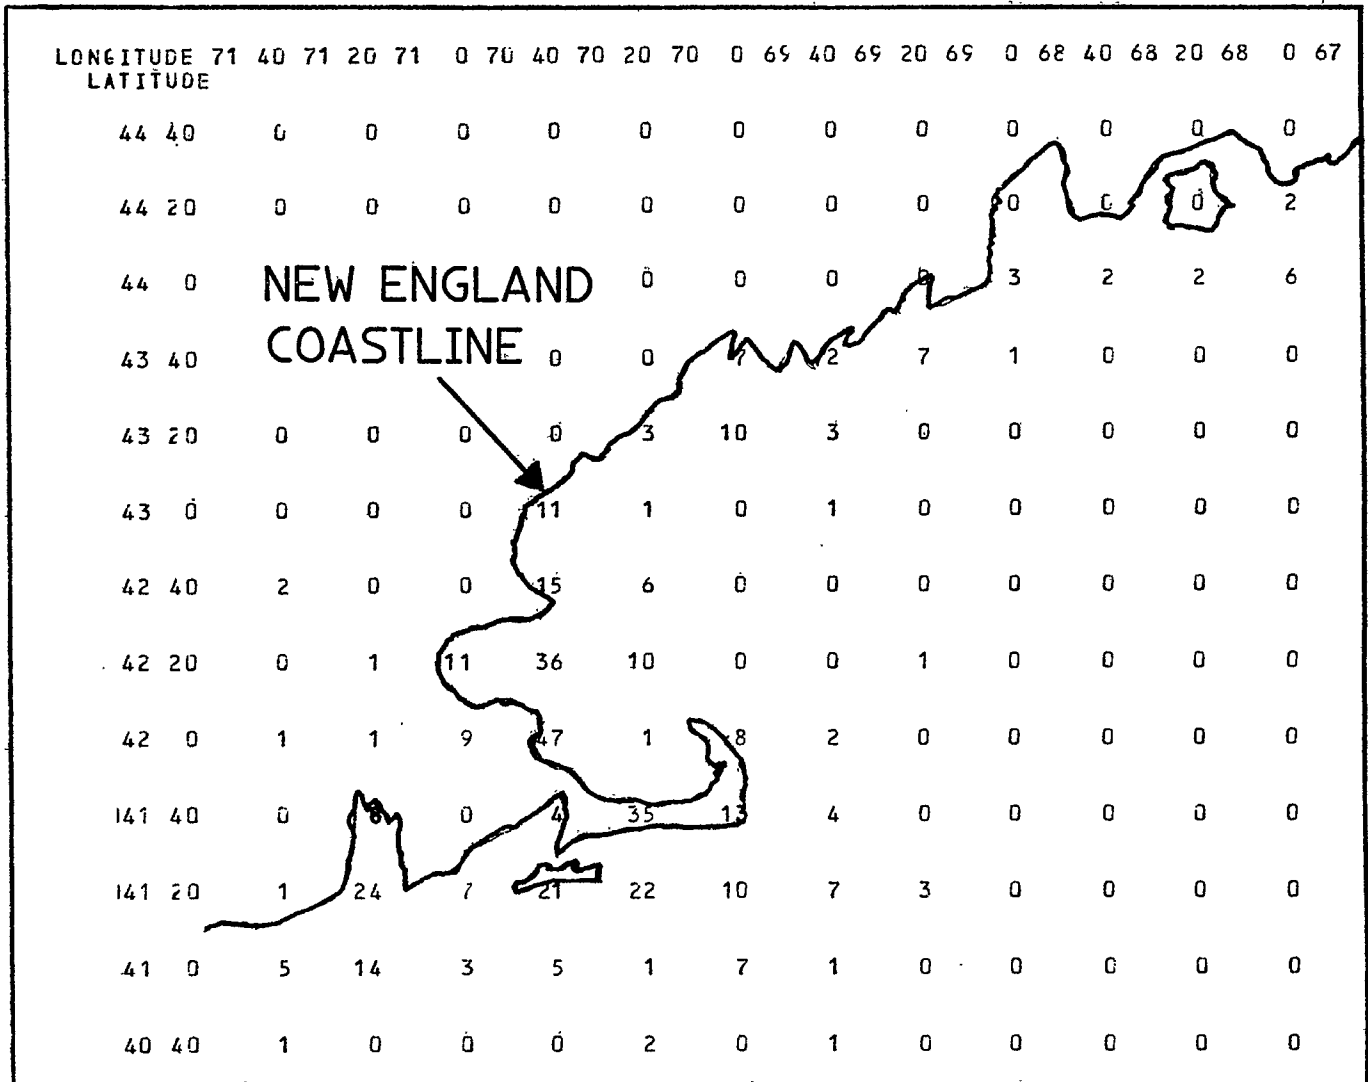 LONGITUDE 71 40 71 20 71 0 70 40 70 20 70 0 69 40 69 20 69 0 68 40 68 20 68 0 67
LATITUDE
44 40 0 0 0 0 0 0 0 0 0 0 0 0
44 20 0 0 0 0 0 0 0 0 0 0 0 2
44 0 0 0 0 0 3 2 2 6
NEW ENGLAND
COASTLINE
43 40 0 0 7 2 7 1 0 0 0
43 20 0 0 0 0 3 10 3 0 0 0 0 0
43 0 0 0 0 11 1 0 1 0 0 0 0 0
42 40 2 0 0 15 6 0 0 0 0 0 0 0
42 20 0 1 11 36 10 0 0 1 0 0 0 0
42 0 1 1 9 47 1 8 2 0 0 0 0 0
141 40 0 8 0 4 35 13 4 0 0 0 0 0
141 20 1 24 7 21 22 10 7 3 0 0 0 0
41 0 5 14 3 5 1 7 1 0 0 0 0 0
40 40 1 0 0 0 2 0 1 0 0 0 0 0